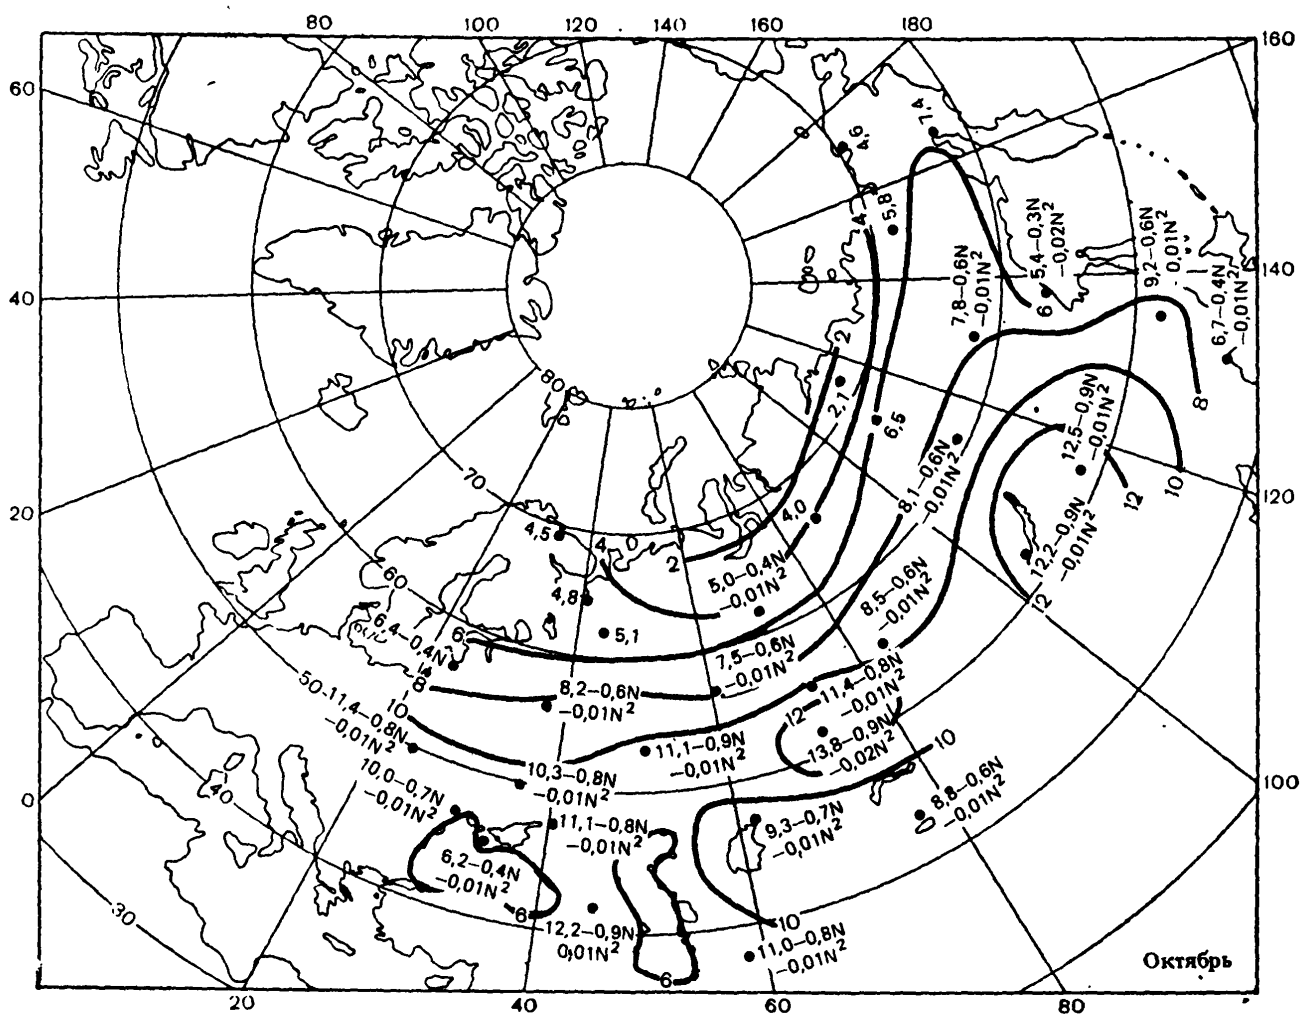 80
100
120
140
160
180
160
60
140
40
120
20
100
0
20
40
60
80
80
70
60
50
40
30
4,6
7,4
4
5,8
5,4–0,3N
–0,02N²
6
9,2–0,6N
–0,01N²
6,7–0,4N
–0,01N²
7,8–0,6N
–0,01N²
2
2,1
6,5
8
12,5–0,9N
–0,01N²
12
10
8,1–0,6N
–0,01N²
12,2–0,9N
–0,01N²
12
4,5
4,0
4,0
2
4,8
5,1
5,0–0,4N
–0,01N²
8,5–0,6N
–0,01N²
6,4–0,4N
6
7,5–0,6N
–0,01N²
8
8,2–0,6N
–0,01N²
11,4–0,8N
–0,01N²
10
11,4–0,8N
–0,01N²
12
13,8–0,9N
–0,02N²
11,1–0,9N
–0,01N²
10
10,3–0,8N
–0,01N²
10,0–0,7N
–0,01N²
8,8–0,6N
–0,01N²
11,1–0,8N
–0,01N²
9,3–0,7N
–0,01N²
6,2–0,4N
–0,01N²
6
12,2–0,9N
0,01N²
10
11,0–0,8N
–0,01N²
6
Октябрь